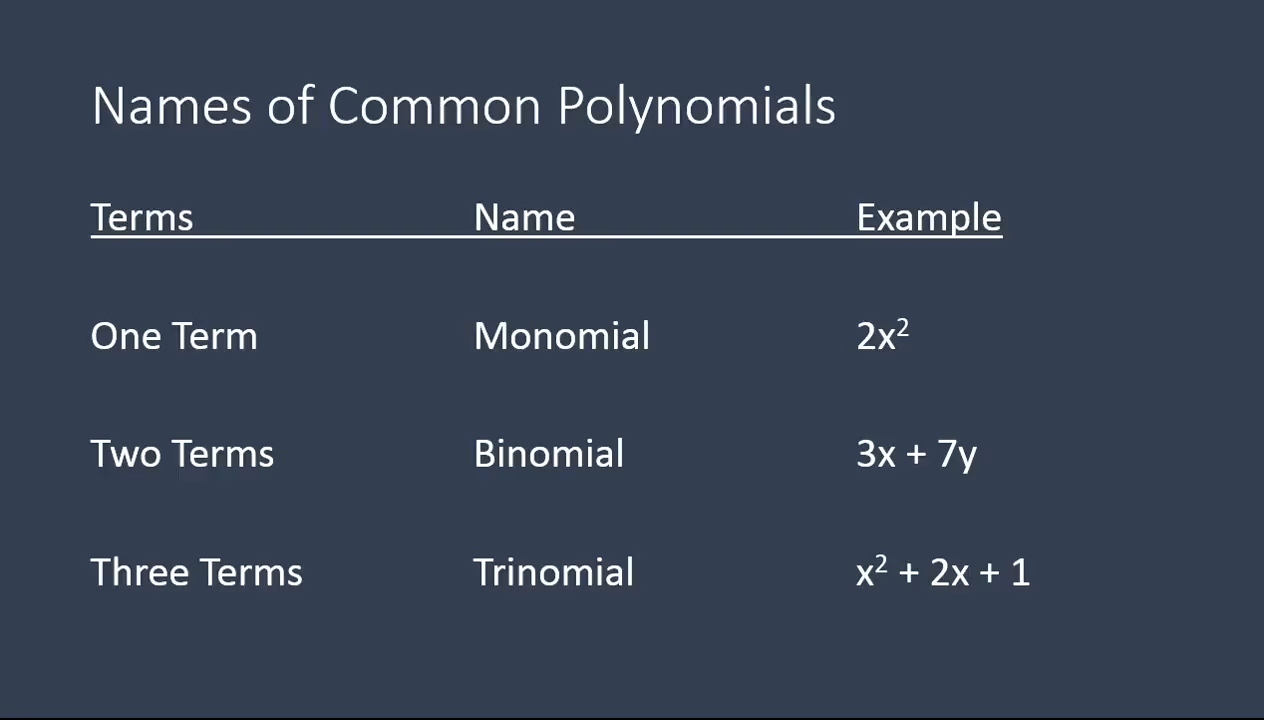 Names of Common Polynomials
Terms Name Example
One Term Monomial 2x²
Two Terms Binomial 3x + 7y
Three Terms Trinomial x² + 2x + 1